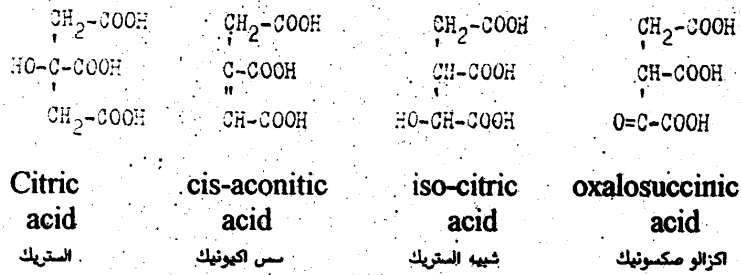 CH2-COOH CH2-COOH CH2-COOH CH2-COOH
HO-C-COOH C-COOH CH-COOH CH-COOH
CH2-COOH CH-COOH HO-CH-COOH O=C-COOH
Citric cis-aconitic iso-citric oxalosuccinic
acid acid acid acid
الستريك سس اكيونيك شبيه الستريك اكزالو صكسونيك